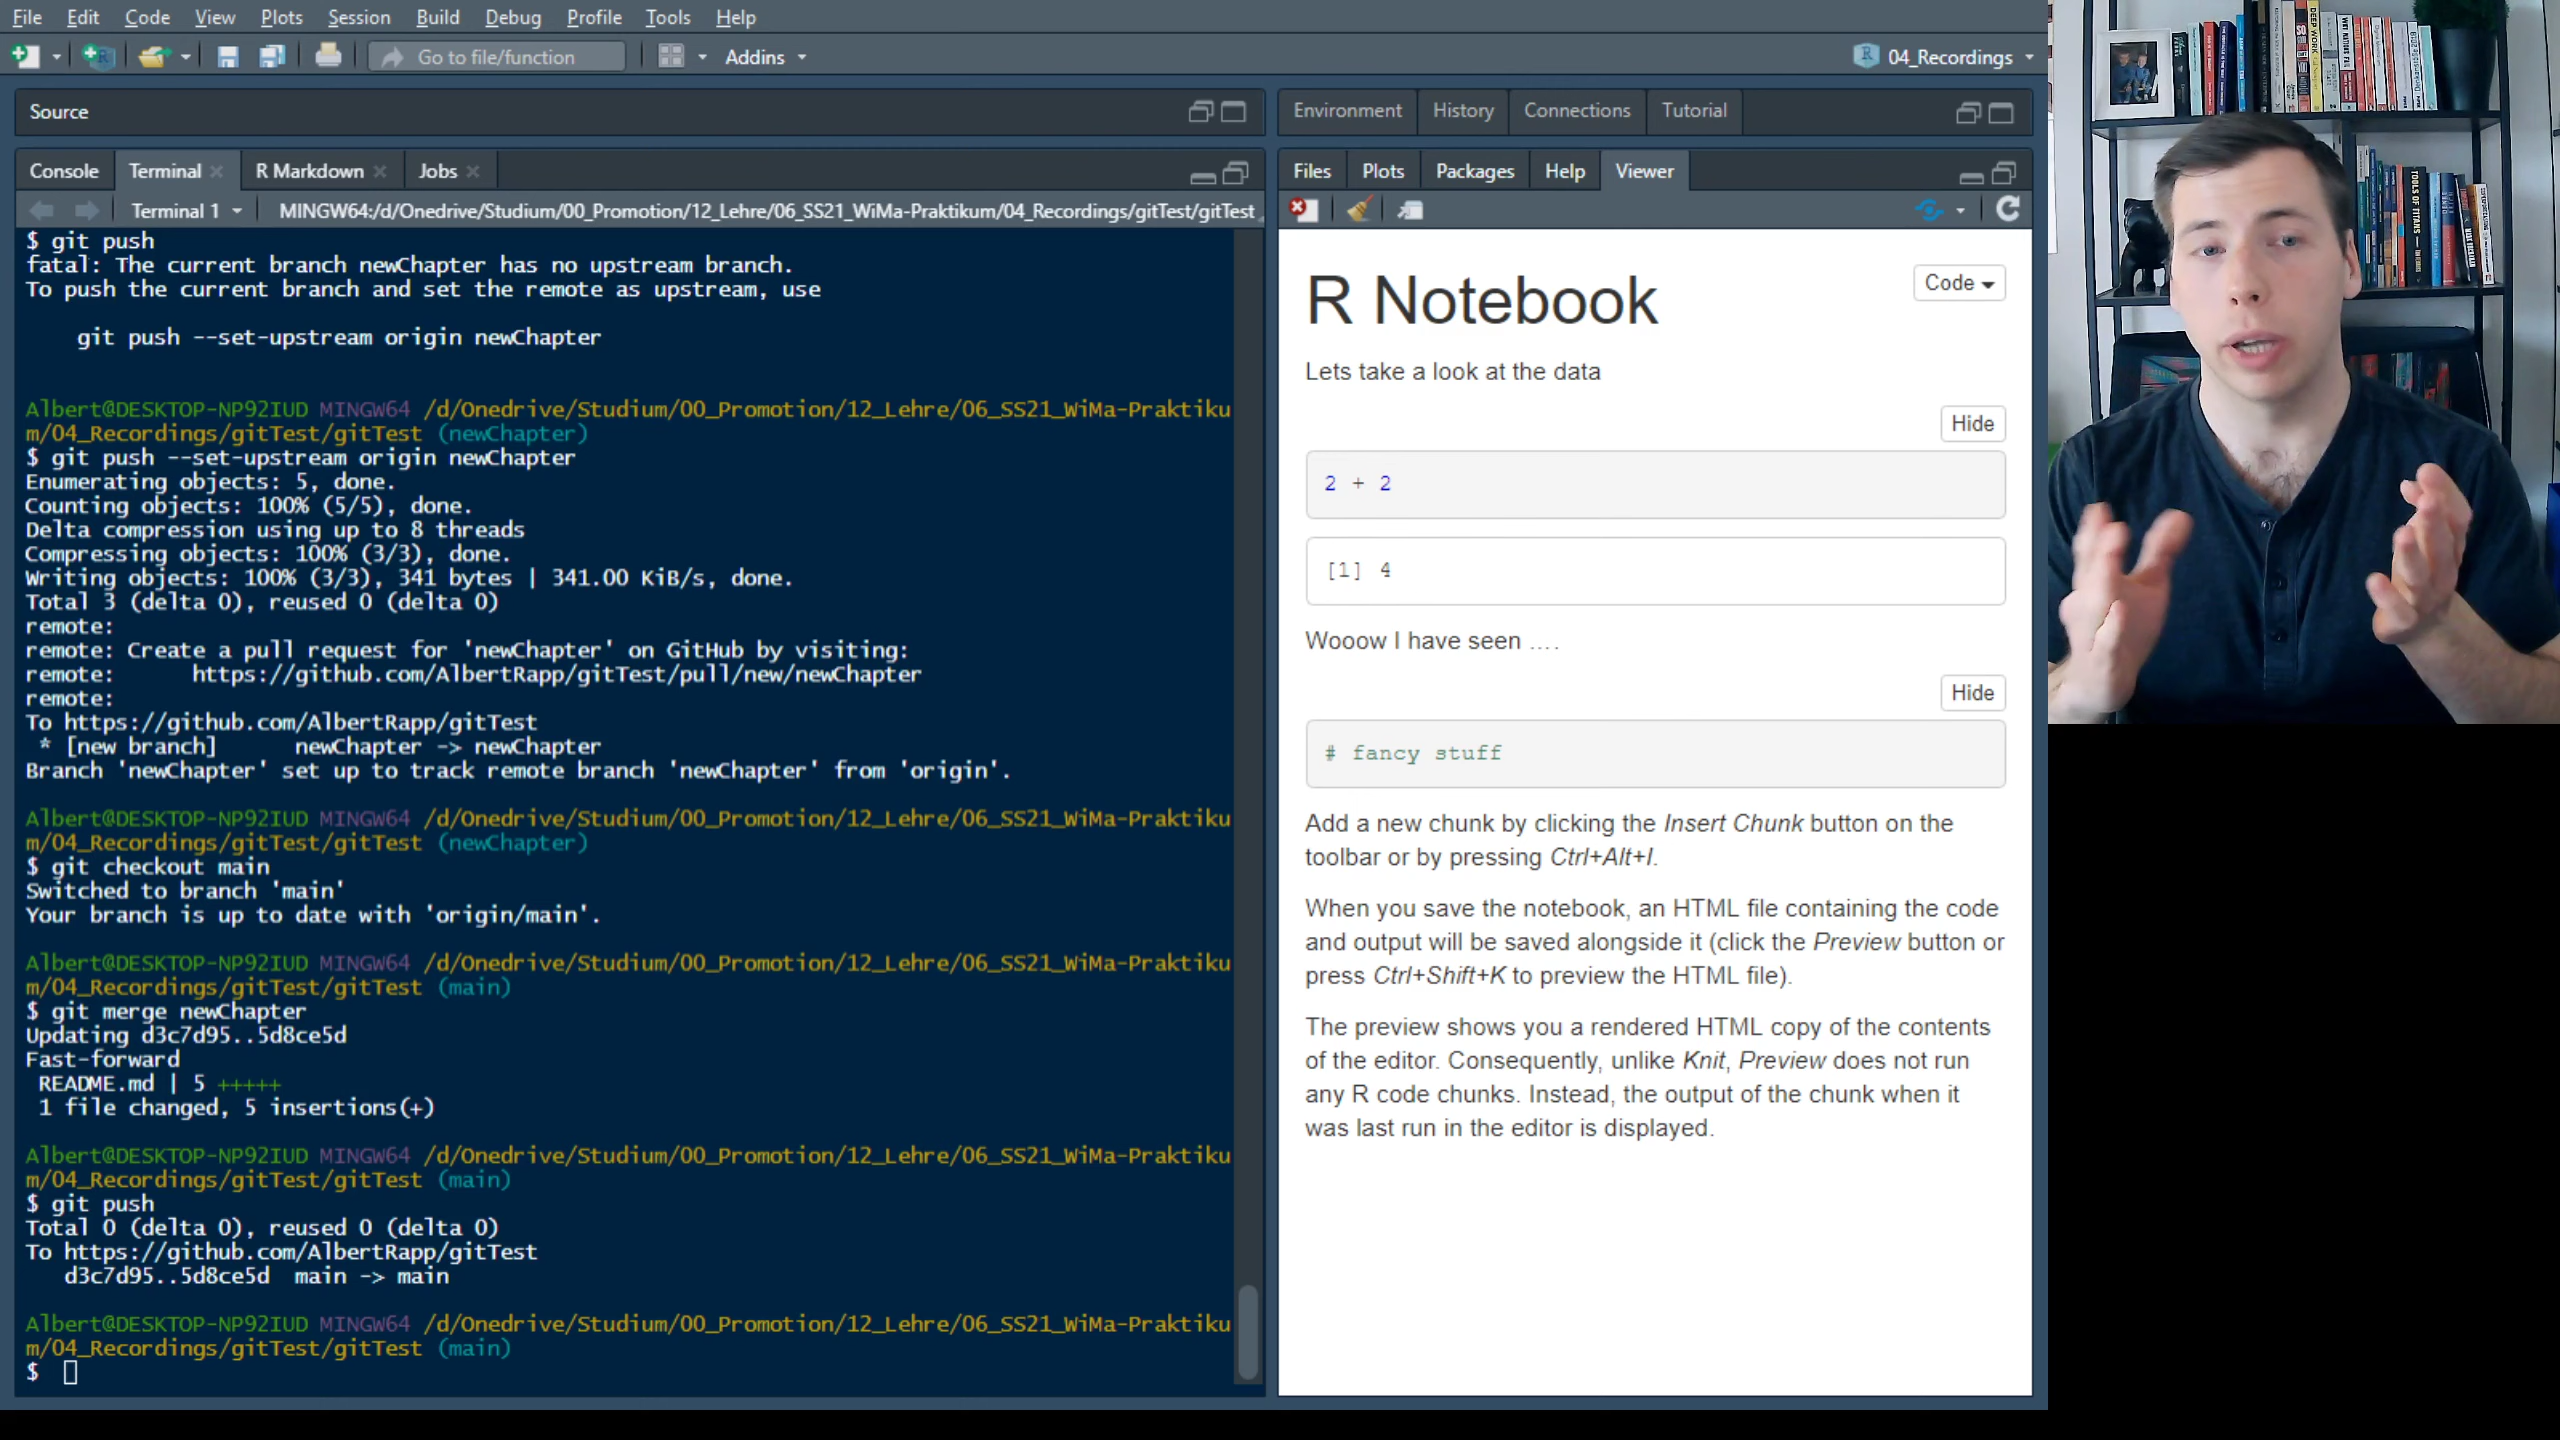 File Edit Code View Plots Session Build Debug Profile Tools Help
Go to file/function Addins 04_Recordings
Source
Console Terminal R Markdown Jobs
Terminal 1 MINGW64:/d/Onedrive/Studium/00_Promotion/12_Lehre/06_SS21_WiMa-Praktikum/04_Recordings/gitTest/gitTest
$ git push
fatal: The current branch newChapter has no upstream branch.
To push the current branch and set the remote as upstream, use
git push --set-upstream origin newChapter
Albert@DESKTOP-NP92IUD MINGW64 /d/Onedrive/Studium/00_Promotion/12_Lehre/06_SS21_WiMa-Praktiku
m/04_Recordings/gitTest/gitTest (newChapter)
$ git push --set-upstream origin newChapter
Enumerating objects: 5, done.
Counting objects: 100% (5/5), done.
Delta compression using up to 8 threads
Compressing objects: 100% (3/3), done.
Writing objects: 100% (3/3), 341 bytes | 341.00 KiB/s, done.
Total 3 (delta 0), reused 0 (delta 0)
remote:
remote: Create a pull request for 'newChapter' on GitHub by visiting:
remote:      https://github.com/AlbertRapp/gitTest/pull/new/newChapter
remote:
To https://github.com/AlbertRapp/gitTest
* [new branch]      newChapter -> newChapter
Branch 'newChapter' set up to track remote branch 'newChapter' from 'origin'.
Albert@DESKTOP-NP92IUD MINGW64 /d/Onedrive/Studium/00_Promotion/12_Lehre/06_SS21_WiMa-Praktiku
m/04_Recordings/gitTest/gitTest (newChapter)
$ git checkout main
Switched to branch 'main'
Your branch is up to date with 'origin/main'.
Albert@DESKTOP-NP92IUD MINGW64 /d/Onedrive/Studium/00_Promotion/12_Lehre/06_SS21_WiMa-Praktiku
m/04_Recordings/gitTest/gitTest (main)
$ git merge newChapter
Updating d3c7d95..5d8ce5d
Fast-forward
README.md | 5 +++++
1 file changed, 5 insertions(+)
Albert@DESKTOP-NP92IUD MINGW64 /d/Onedrive/Studium/00_Promotion/12_Lehre/06_SS21_WiMa-Praktiku
m/04_Recordings/gitTest/gitTest (main)
$ git push
Total 0 (delta 0), reused 0 (delta 0)
To https://github.com/AlbertRapp/gitTest
d3c7d95..5d8ce5d  main -> main
Albert@DESKTOP-NP92IUD MINGW64 /d/Onedrive/Studium/00_Promotion/12_Lehre/06_SS21_WiMa-Praktiku
m/04_Recordings/gitTest/gitTest (main)
$
Environment History Connections Tutorial
Files Plots Packages Help Viewer
R Notebook
Code
Lets take a look at the data
Hide
2 + 2
[1] 4
Wooow I have seen ....
Hide
# fancy stuff
Add a new chunk by clicking the Insert Chunk button on the
toolbar or by pressing Ctrl+Alt+I.
When you save the notebook, an HTML file containing the code
and output will be saved alongside it (click the Preview button or
press Ctrl+Shift+K to preview the HTML file).
The preview shows you a rendered HTML copy of the contents
of the editor. Consequently, unlike Knit, Preview does not run
any R code chunks. Instead, the output of the chunk when it
was last run in the editor is displayed.
DEEP WORK
TOOLS OF TITANS